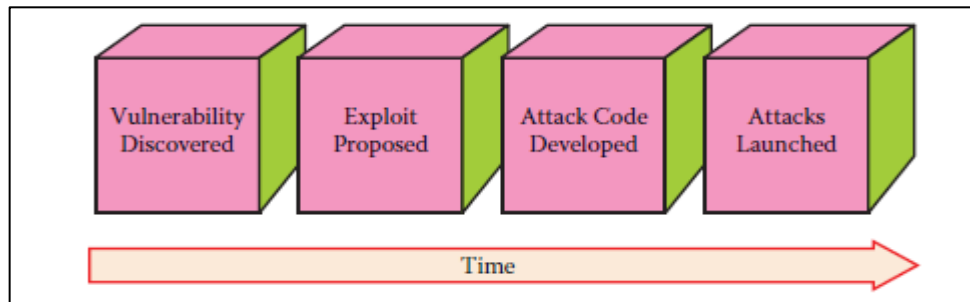 Vulnerability
Discovered
Exploit
Proposed
Attack Code
Developed
Attacks
Launched
Time